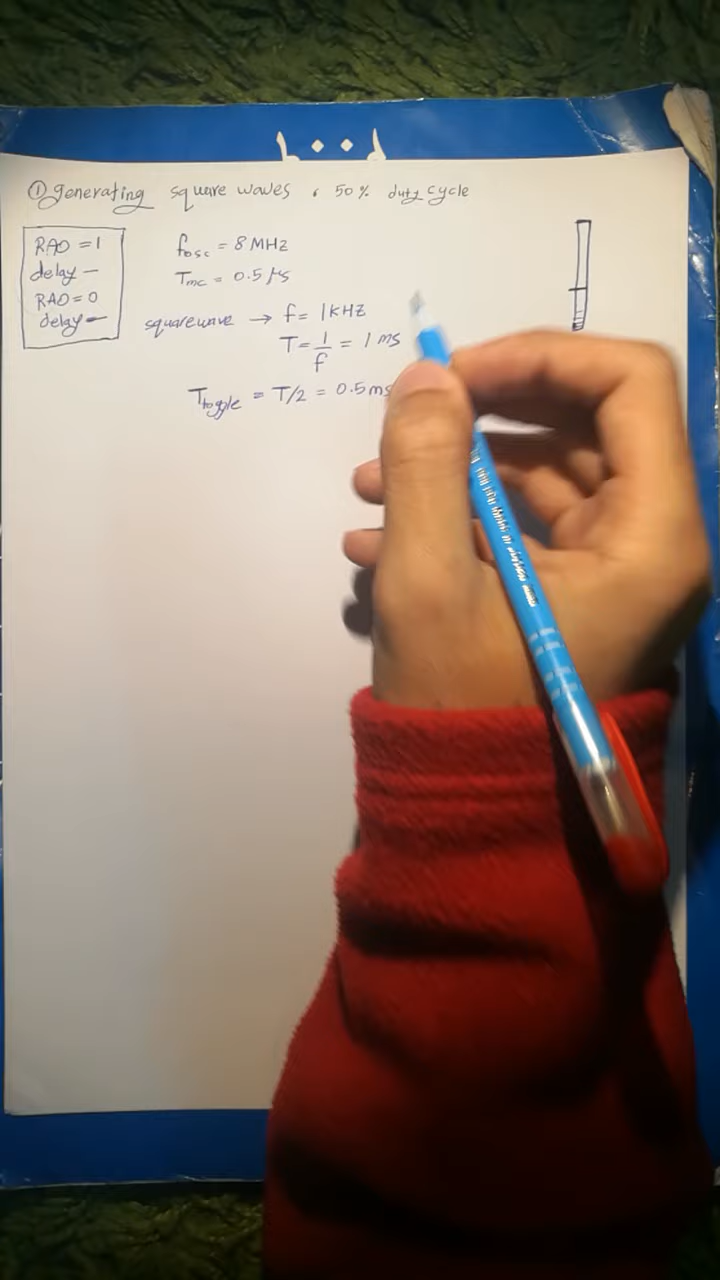 ① generating square waves , 50% duty cycle
RA0 = 1
delay —
RA0 = 0
delay —
fosc = 8 MHz
Tmc = 0.5 µs
squarewave → f = 1 KHZ
T = 1/f = 1 ms
Ttoggle = T/2 = 0.5 ms